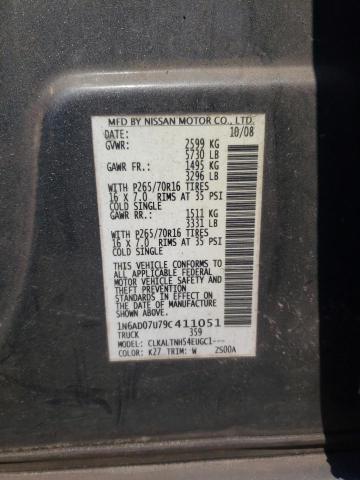 MFD BY NISSAN MOTOR CO., LTD.
DATE: 10/08
GVWR: 2599 KG
5730 LB
GAWR FR.: 1495 KG
3296 LB
WITH P265/70R16 TIRES
16 X 7.0 RIMS AT 35 PSI
COLD SINGLE
GAWR RR.: 1511 KG
3331 LB
WITH P265/70R16 TIRES
16 X 7.0 RIMS AT 35 PSI
COLD SINGLE
THIS VEHICLE CONFORMS TO
ALL APPLICABLE FEDERAL
MOTOR VEHICLE SAFETY AND
THEFT PREVENTION
STANDARDS IN EFFECT ON
THE DATE OF MANUFACTURE
SHOWN ABOVE
1N6AD07U79C411051
TRUCK 359
MODEL: CLKALTNHS4EUGCI---
COLOR: K27 TRIM: W 2500A